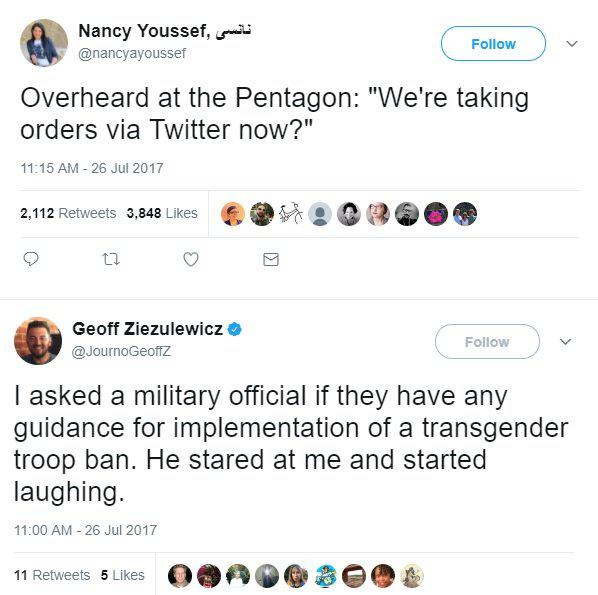 Nancy Youssef, نانسى
@nancyayoussef
Follow
Overheard at the Pentagon: "We're taking
orders via Twitter now?"
11:15 AM - 26 Jul 2017
2,112 Retweets 3,848 Likes
Geoff Ziezulewicz
@JournoGeoffZ
Follow
I asked a military official if they have any
guidance for implementation of a transgender
troop ban. He stared at me and started
laughing.
11:00 AM - 26 Jul 2017
11 Retweets 5 Likes